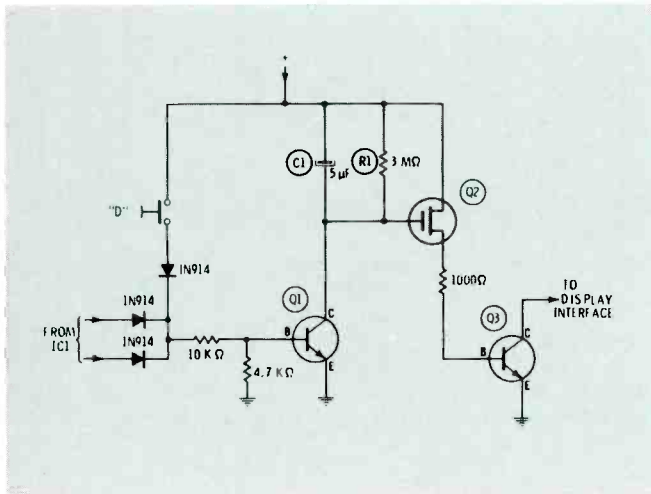 +
C1
5 µF
R1
3 MΩ
Q2
"D"
1N914
1000Ω
TO
DISPLAY
INTERFACE
1N914
Q1
C
Q3
C
FROM
IC1
1N914
B
10 KΩ
B
4.7 KΩ
E
E